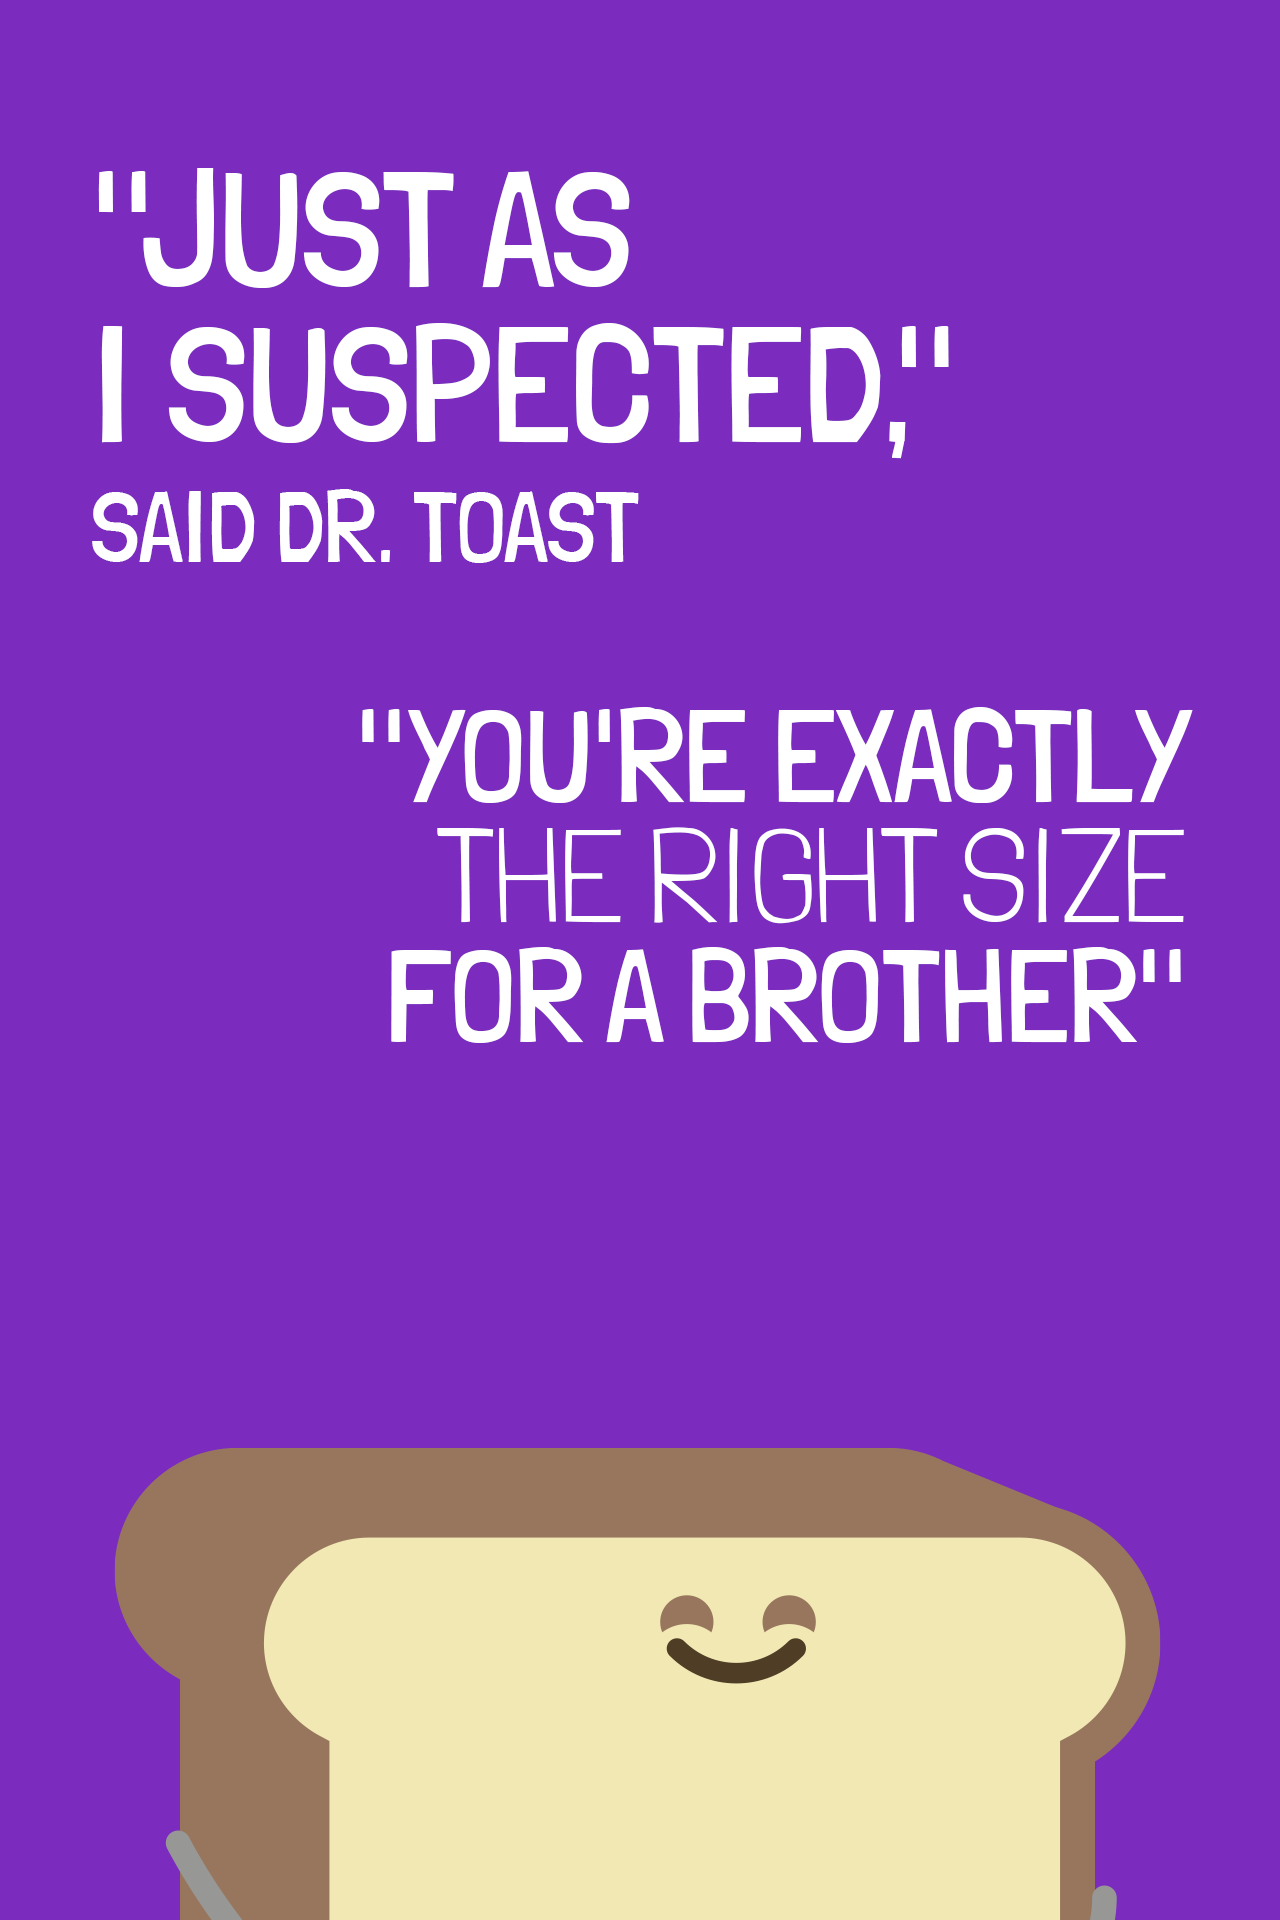 "JUST AS
I SUSPECTED,"
SAID DR. TOAST
"YOU'RE EXACTLY
THE RIGHT SIZE
FOR A BROTHER"